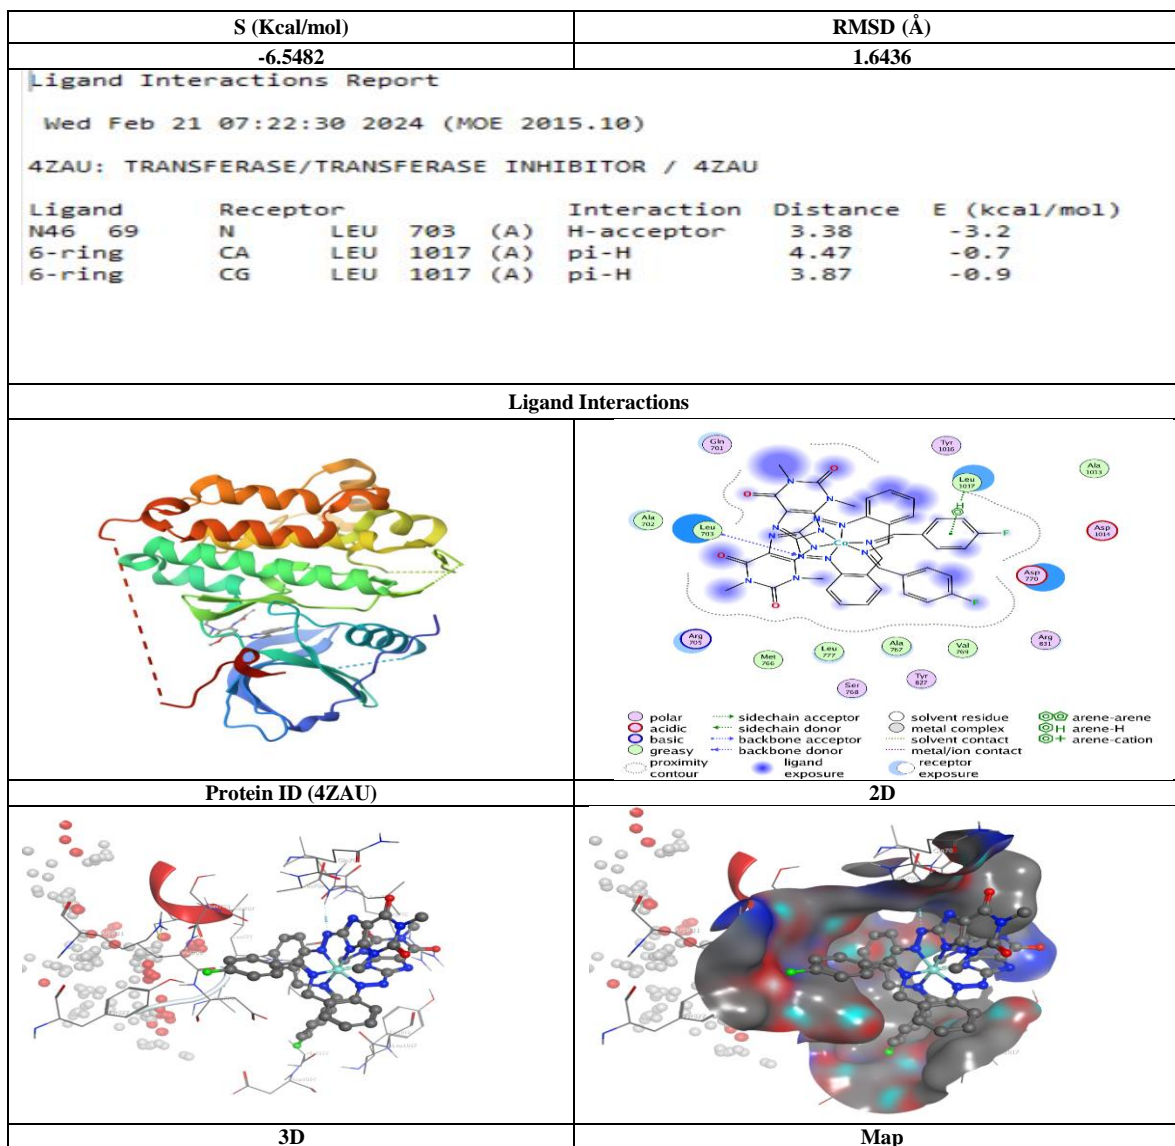 S (Kcal/mol) RMSD (Å)
-6.5482 1.6436
Ligand Interactions Report
Wed Feb 21 07:22:30 2024 (MOE 2015.10)
4ZAU: TRANSFERASE/TRANSFERASE INHIBITOR / 4ZAU
Ligand Receptor Interaction Distance E (kcal/mol)
N46 69 N LEU 703 (A) H-acceptor 3.38 -3.2
6-ring CA LEU 1017 (A) pi-H 4.47 -0.7
6-ring CG LEU 1017 (A) pi-H 3.87 -0.9
Ligand Interactions
Gln 701
Tyr 1016
Leu 1017
Ala 1013
Ala 702
Leu 703
Asp 1014
Asp 770
Arg 705
Met 766
Leu 777
Ala 767
Val 769
Arg 831
Ser 768
Tyr 827
polar sidechain acceptor solvent residue arene-arene
acidic sidechain donor metal complex arene-H
basic backbone acceptor solvent contact arene-cation
greasy backbone donor metal/ion contact
proximity contour ligand exposure receptor exposure
Protein ID (4ZAU) 2D
3D Map